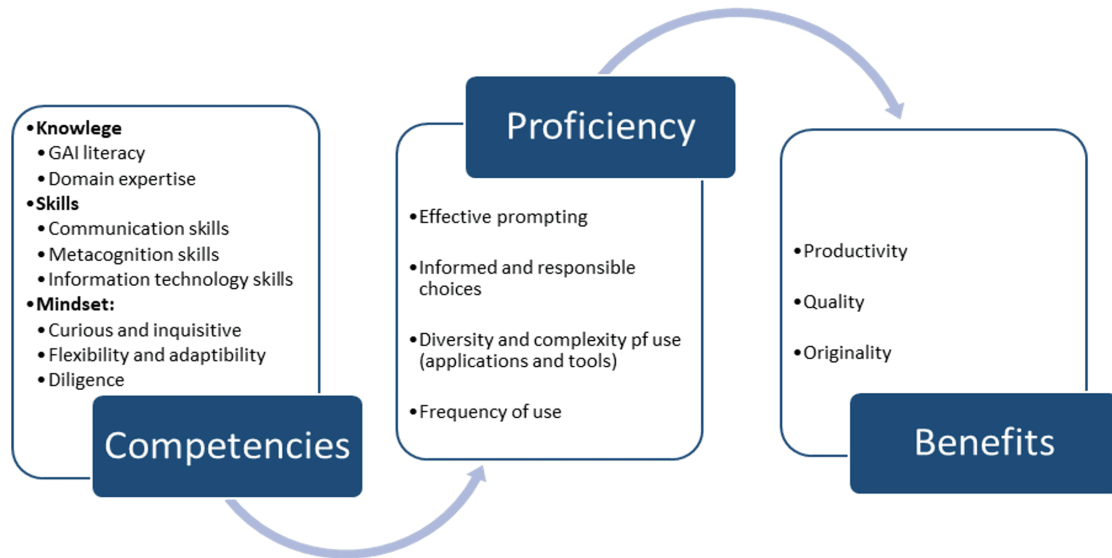 •Knowlege
•GAI literacy
•Domain expertise
•Skills
•Communication skills
•Metacognition skills
•Information technology skills
•Mindset:
•Curious and inquisitive
•Flexibility and adaptibility
•Diligence
Competencies
Proficiency
•Effective prompting
•Informed and responsible
choices
•Diversity and complexity pf use
(applications and tools)
•Frequency of use
•Productivity
•Quality
•Originality
Benefits